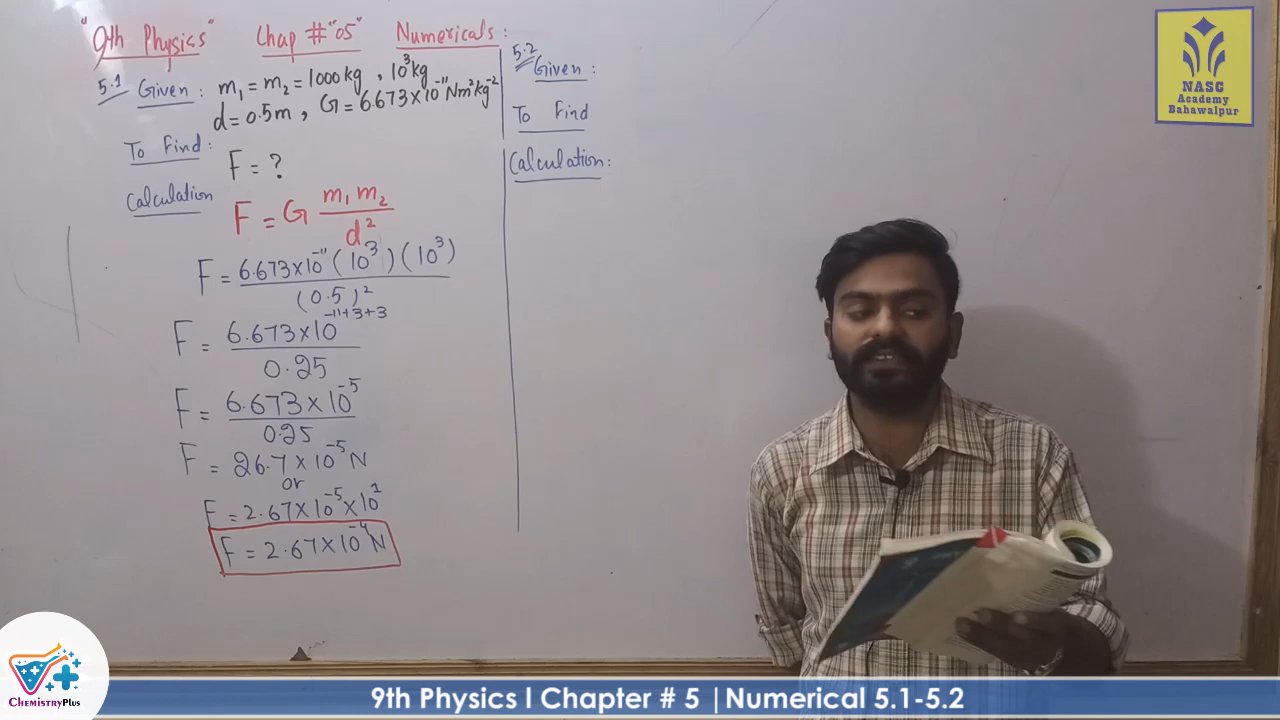 "9th Physics" Chap # "05" Numericals:
5.1 Given: m₁ = m₂ = 1000 kg , 10³ kg
d = 0.5m , G = 6.673×10⁻¹¹ Nm²kg⁻²
To Find:
F = ?
Calculation
F = G m₁ m₂ / d²
F = 6.673×10⁻¹¹ (10³)(10³) / (0.5)²
F = 6.673×10⁻¹¹⁺³⁺³ / 0.25
F = 6.673×10⁻⁵ / 0.25
F = 26.7×10⁻⁵ N
or
F = 2.67×10⁻⁵×10¹
F = 2.67×10⁻⁴ N
5.2 Given:
To Find
Calculation:
NASC
Academy
Bahawalpur
ChemistryPlus
9th Physics l Chapter # 5 |Numerical 5.1-5.2